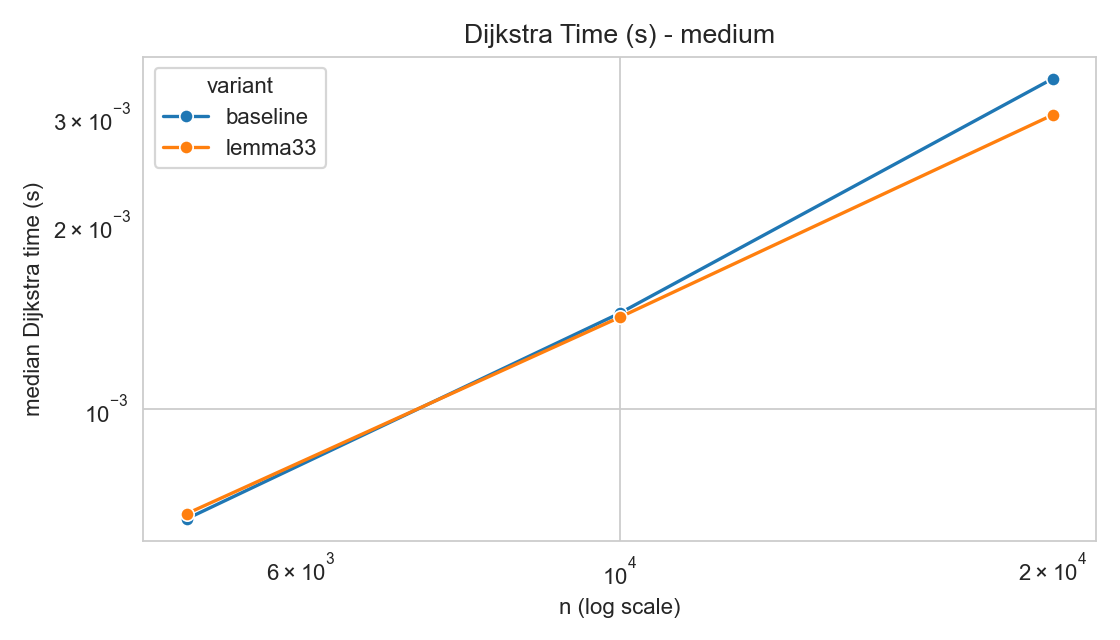 Dijkstra Time (s) - medium
variant
baseline
lemma33
3 × 10⁻³
2 × 10⁻³
10⁻³
median Dijkstra time (s)
6 × 10³
10⁴
2 × 10⁴
n (log scale)